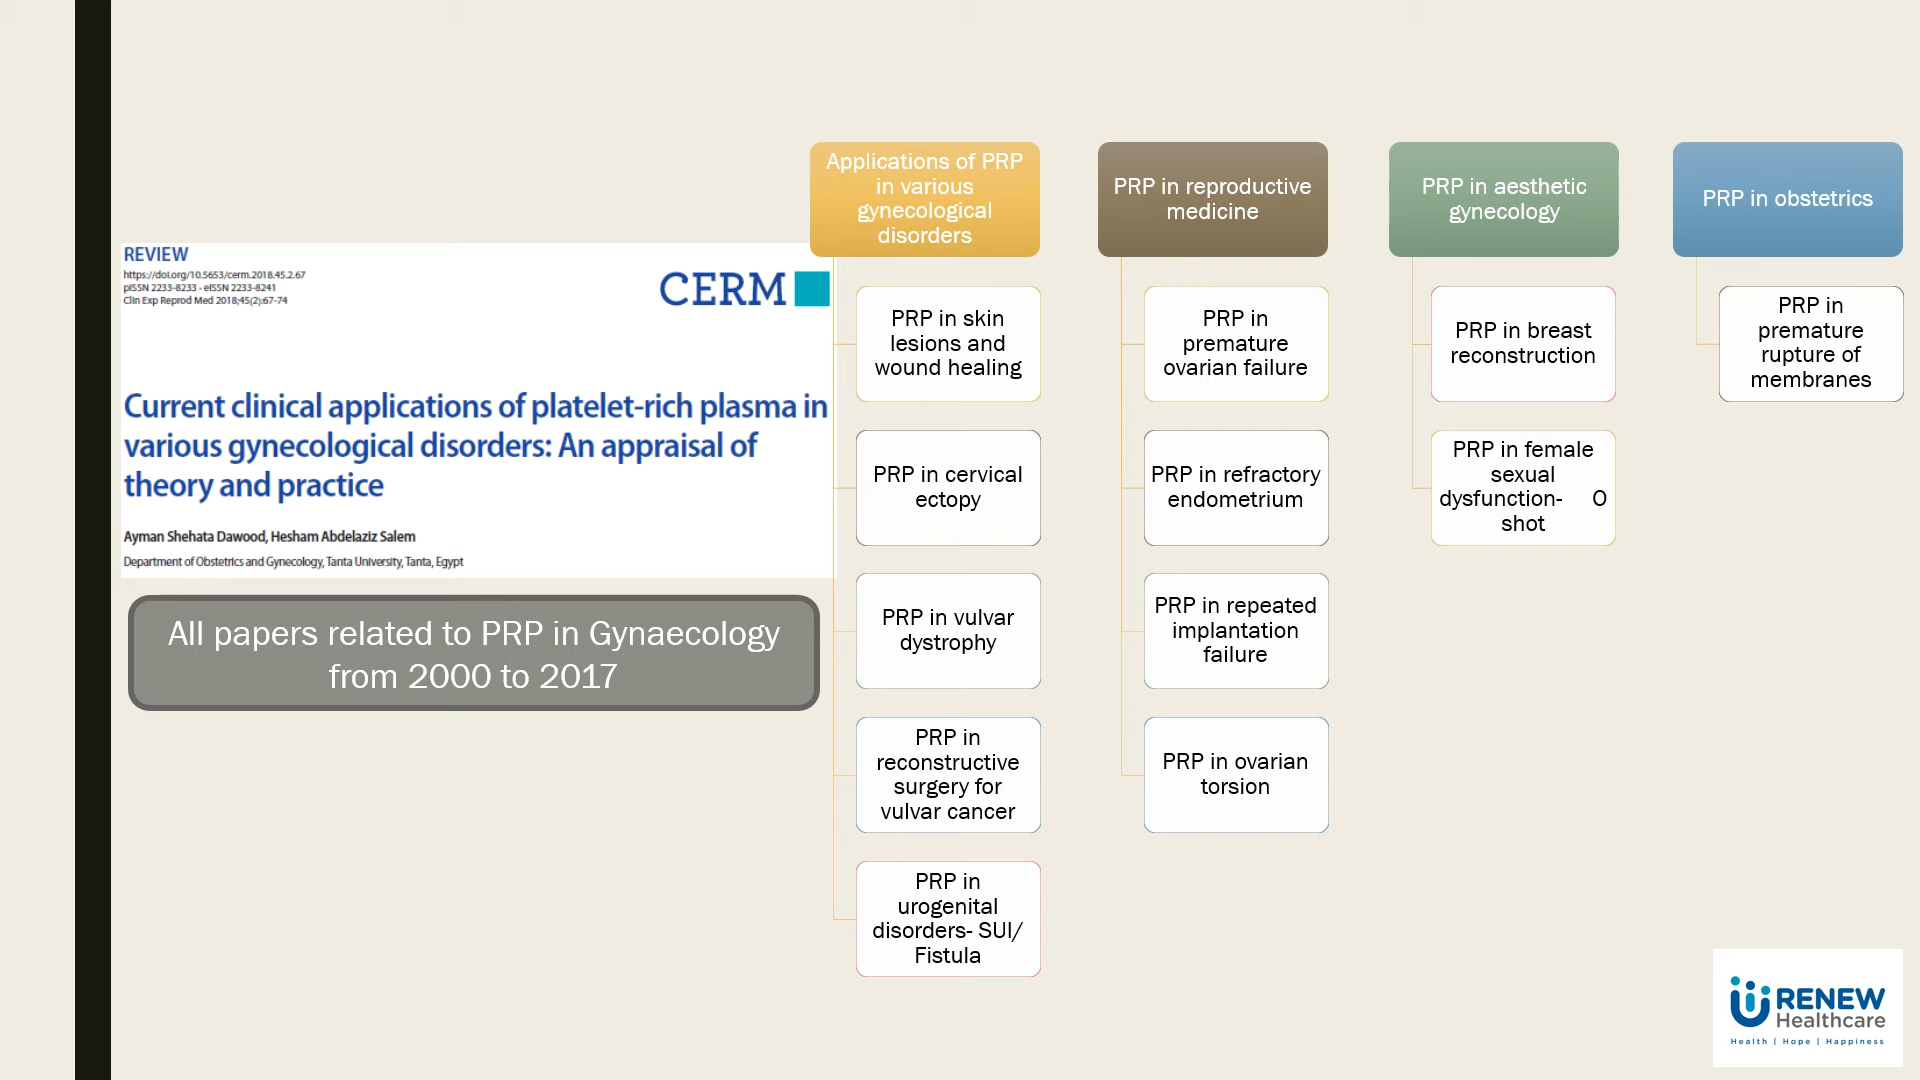 REVIEW
https://doi.org/10.5653/cerm.2018.45.2.67
pISSN 2233-8233 - eISSN 2233-8241
Clin Exp Reprod Med 2018;45(2):67-74
CERM
Current clinical applications of platelet-rich plasma in
various gynecological disorders: An appraisal of
theory and practice
Ayman Shehata Dawood, Hesham Abdelaziz Salem
Department of Obstetrics and Gynecology, Tanta University, Tanta, Egypt
All papers related to PRP in Gynaecology
from 2000 to 2017
Applications of PRP
in various
gynecological
disorders
PRP in skin
lesions and
wound healing
PRP in cervical
ectopy
PRP in vulvar
dystrophy
PRP in
reconstructive
surgery for
vulvar cancer
PRP in
urogenital
disorders- SUI/
Fistula
PRP in reproductive
medicine
PRP in
premature
ovarian failure
PRP in refractory
endometrium
PRP in repeated
implantation
failure
PRP in ovarian
torsion
PRP in aesthetic
gynecology
PRP in breast
reconstruction
PRP in female
sexual
dysfunction- O
shot
PRP in obstetrics
PRP in
premature
rupture of
membranes
RENEW
Healthcare
Health | Hope | Happiness